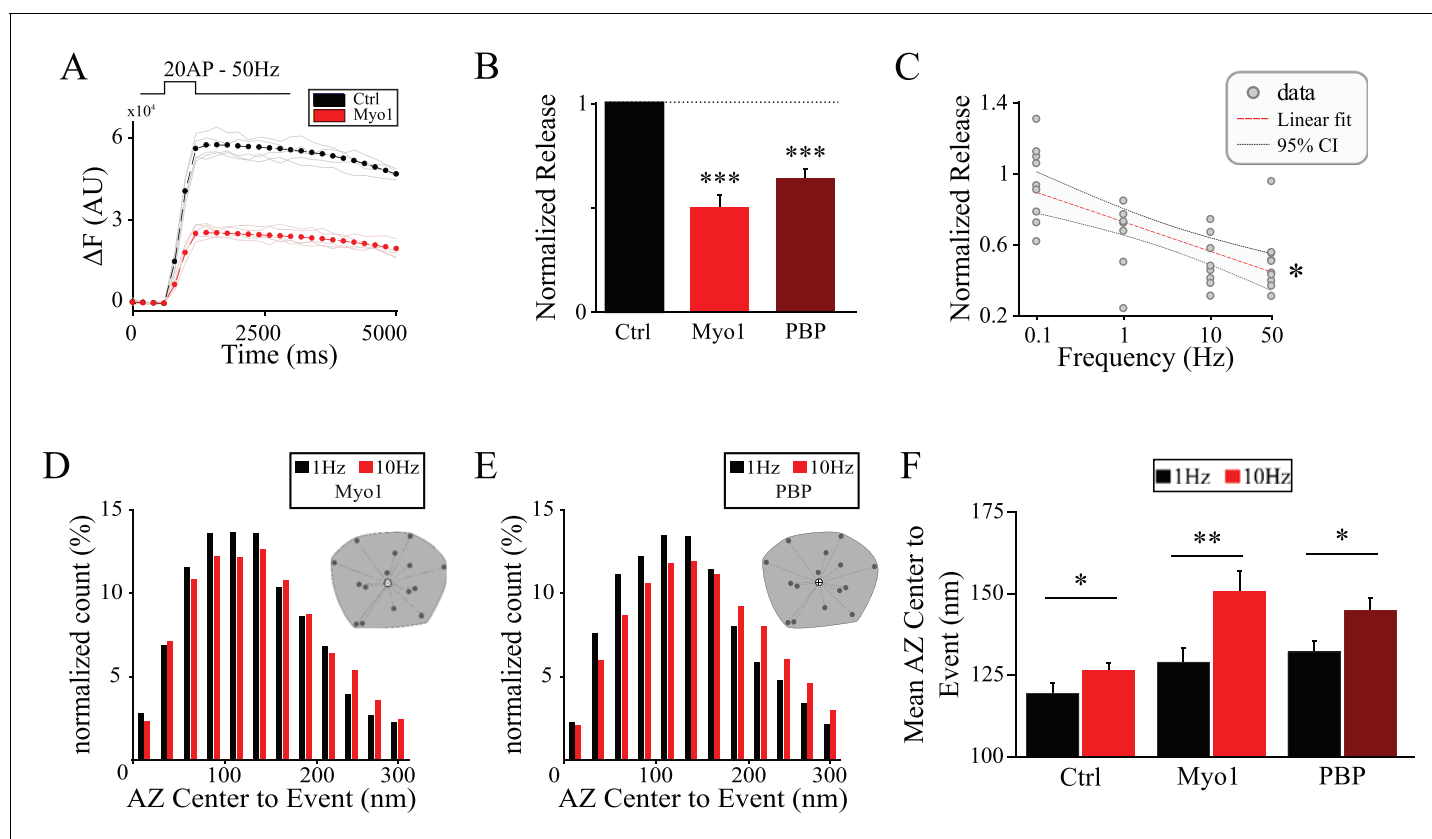 A
20AP - 50Hz
x10⁴
Ctrl
Myo1
6
3
0
ΔF (AU)
0
2500
5000
Time (ms)
B
1
1
Normalized Release
***
***
Ctrl
Myo1
PBP
C
data
Linear fit
95% CI
1.4
1
0.6
0.2
Normalized Release
*
0.1
1
10
50
Frequency (Hz)
D
1Hz
10Hz
Myo1
15
10
5
normalized count (%)
0
100
200
300
AZ Center to Event (nm)
E
1Hz
10Hz
PBP
15
10
5
normalized count (%)
0
100
200
300
AZ Center to Event (nm)
F
1Hz
10Hz
175
150
125
100
Mean AZ Center to
Event (nm)
*
**
*
Ctrl
Myo1
PBP